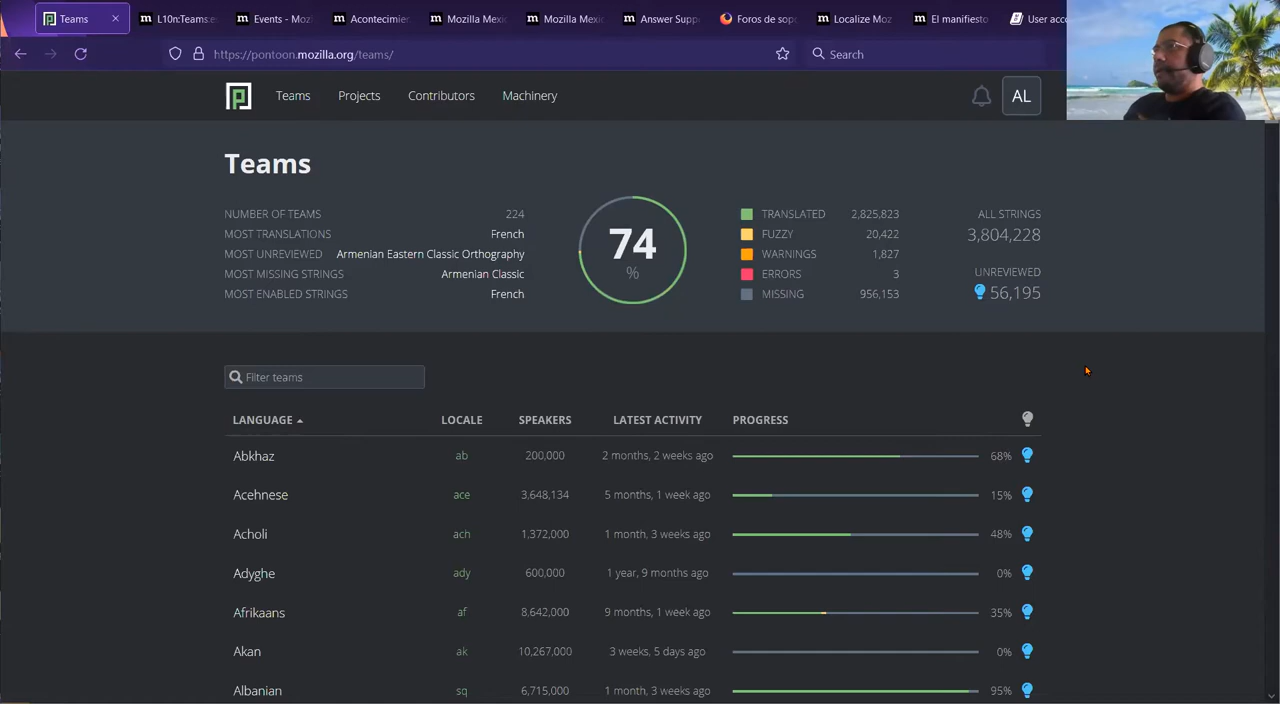 Teams
L10n:Teams:es
Events - Mozi
Acontecimien
Mozilla Mexic
Mozilla Mexic
Answer Suppo
Foros de sopo
Localize Mozi
El manifiesto
User acco
https://pontoon.mozilla.org/teams/
Search
Teams
Projects
Contributors
Machinery
AL
Teams
NUMBER OF TEAMS 224
MOST TRANSLATIONS French
MOST UNREVIEWED Armenian Eastern Classic Orthography
MOST MISSING STRINGS Armenian Classic
MOST ENABLED STRINGS French
74
%
TRANSLATED 2,825,823
FUZZY 20,422
WARNINGS 1,827
ERRORS 3
MISSING 956,153
ALL STRINGS
3,804,228
UNREVIEWED
56,195
Filter teams
LANGUAGE LOCALE SPEAKERS LATEST ACTIVITY PROGRESS
Abkhaz ab 200,000 2 months, 2 weeks ago 68%
Acehnese ace 3,648,134 5 months, 1 week ago 15%
Acholi ach 1,372,000 1 month, 3 weeks ago 48%
Adyghe ady 600,000 1 year, 9 months ago 0%
Afrikaans af 8,642,000 9 months, 1 week ago 35%
Akan ak 10,267,000 3 weeks, 5 days ago 0%
Albanian sq 6,715,000 1 month, 3 weeks ago 95%